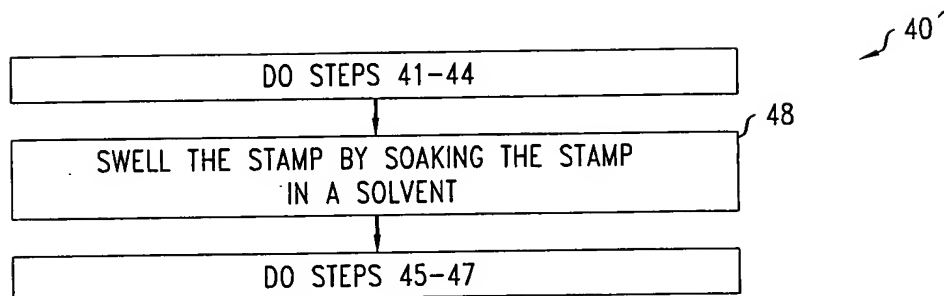 40′
DO STEPS 41–44
48
SWELL THE STAMP BY SOAKING THE STAMP
IN A SOLVENT
DO STEPS 45–47